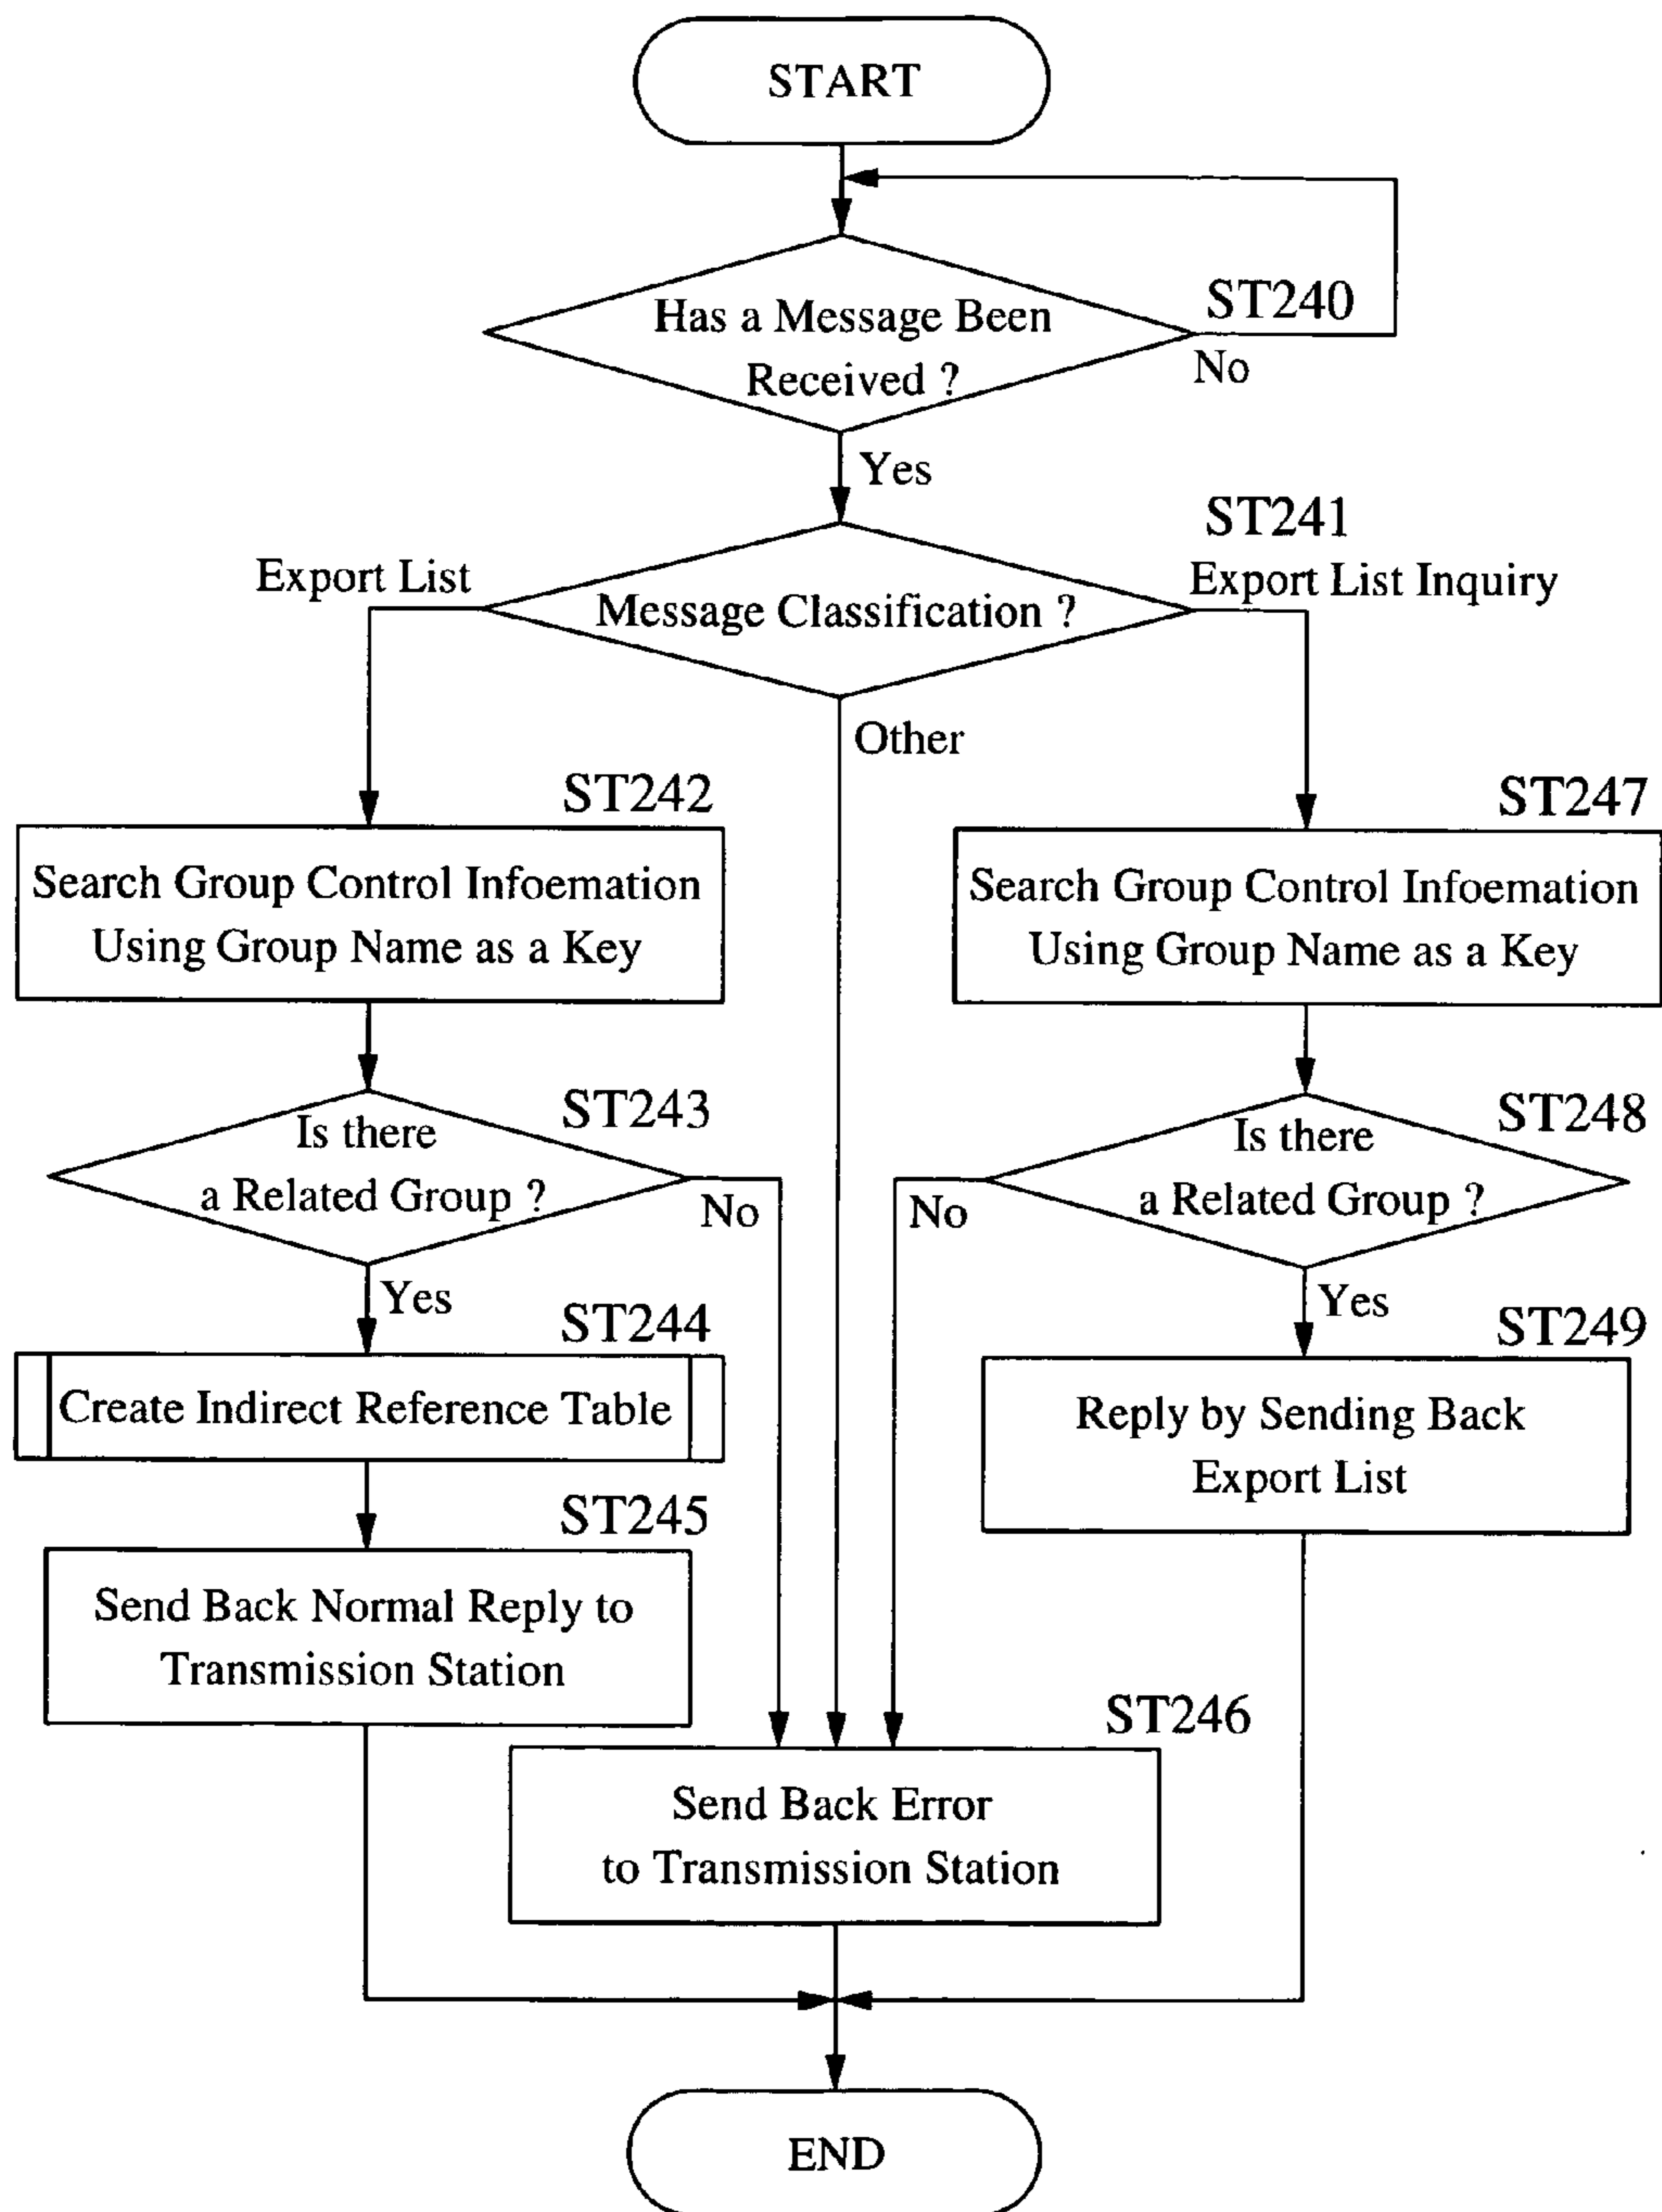 START
Has a Message Been
Received ?
ST240
No
Yes
ST241
Export List
Message Classification ?
Export List Inquiry
Other
ST242
Search Group Control Infoemation
Using Group Name as a Key
ST247
Search Group Control Infoemation
Using Group Name as a Key
ST243
Is there
a Related Group ?
No
Yes
ST248
Is there
a Related Group ?
No
Yes
ST244
Create Indirect Reference Table
ST249
Reply by Sending Back
Export List
ST245
Send Back Normal Reply to
Transmission Station
ST246
Send Back Error
to Transmission Station
END